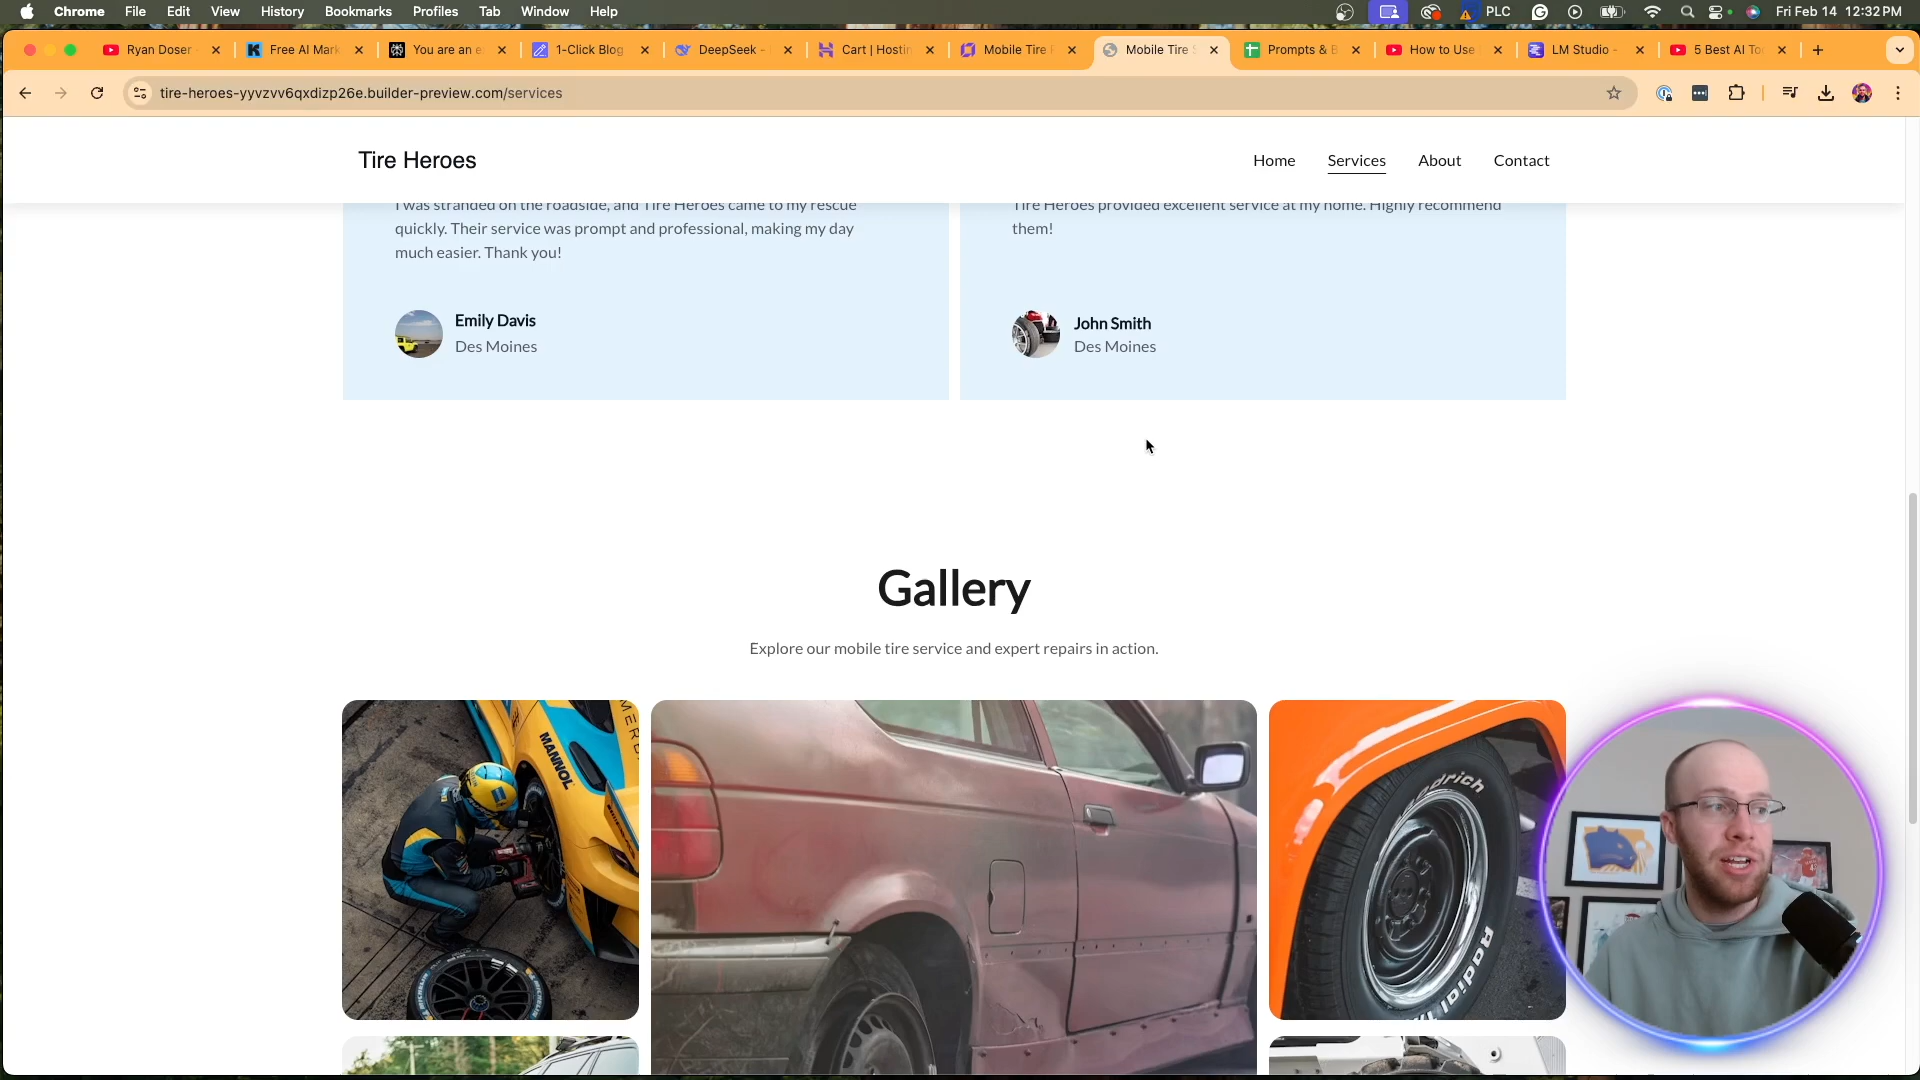 Chrome File Edit View History Bookmarks Profiles Tab Window Help PLC Fri Feb 14 12:32 PM
Ryan Doser Free AI Mark You are an e 1-Click Blog DeepSeek - Cart | Hostin Mobile Tire Mobile Tire S Prompts & B How to Use LM Studio - 5 Best AI To
tire-heroes-yyvzvv6qxdizp26e.builder-preview.com/services
Tire Heroes
Home Services About Contact
I was stranded on the roadside, and Tire Heroes came to my rescue
quickly. Their service was prompt and professional, making my day
much easier. Thank you!
Emily Davis
Des Moines
Tire Heroes provided excellent service at my home. Highly recommend
them!
John Smith
Des Moines
Gallery
Explore our mobile tire service and expert repairs in action.
MANNOL
Radial